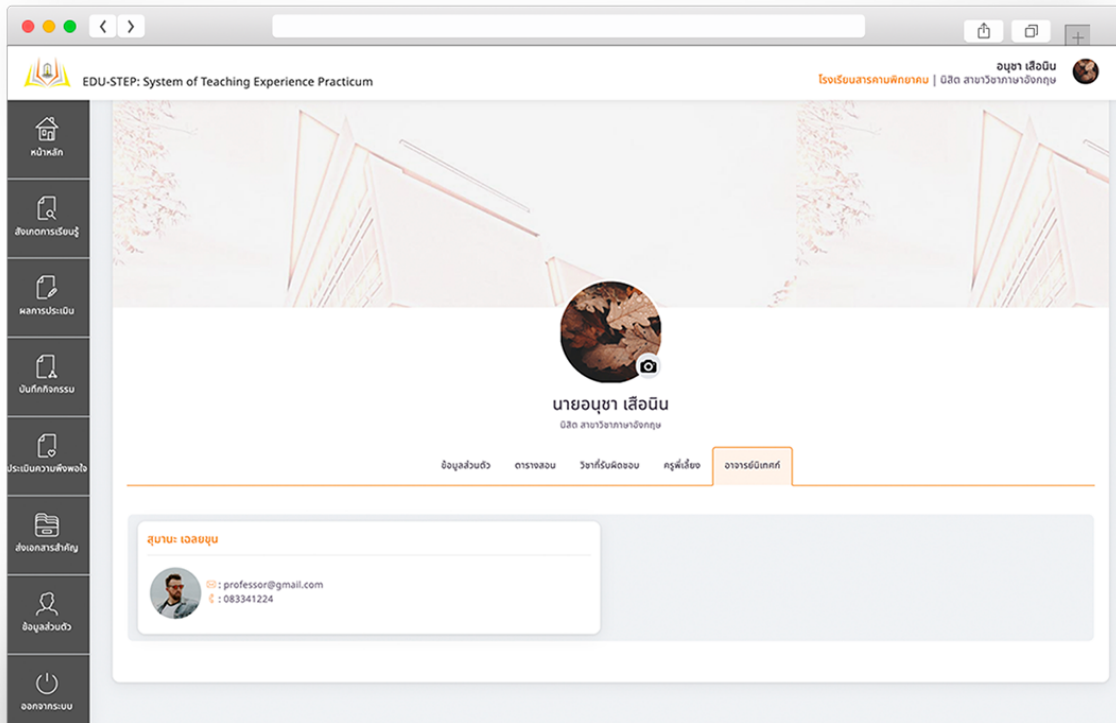 EDU-STEP: System of Teaching Experience Practicum
อนุชา เสือนิน
โรงเรียนสารคามพิทยาคม | นิสิต สาขาวิชาภาษาอังกฤษ
หน้าหลัก
สังเกตการเรียนรู้
ผลการประเมิน
บันทึกกิจกรรม
ประเมินความพึงพอใจ
ส่งเอกสารสำคัญ
ข้อมูลส่วนตัว
ออกจากระบบ
นายอนุชา เสือนิน
นิสิต สาขาวิชาภาษาอังกฤษ
ข้อมูลส่วนตัว ตารางสอน วิชาที่รับผิดชอบ ครูพี่เลี้ยง อาจารย์นิเทศก์
สุมานะ เฉลยขุน
: professor@gmail.com
: 083341224